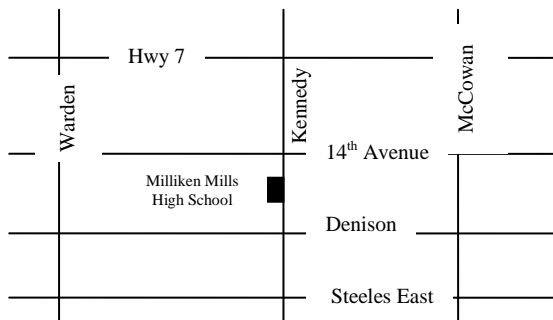 Hwy 7
Warden
Kennedy
McCowan
14th Avenue
Milliken Mills
High School
Denison
Steeles East